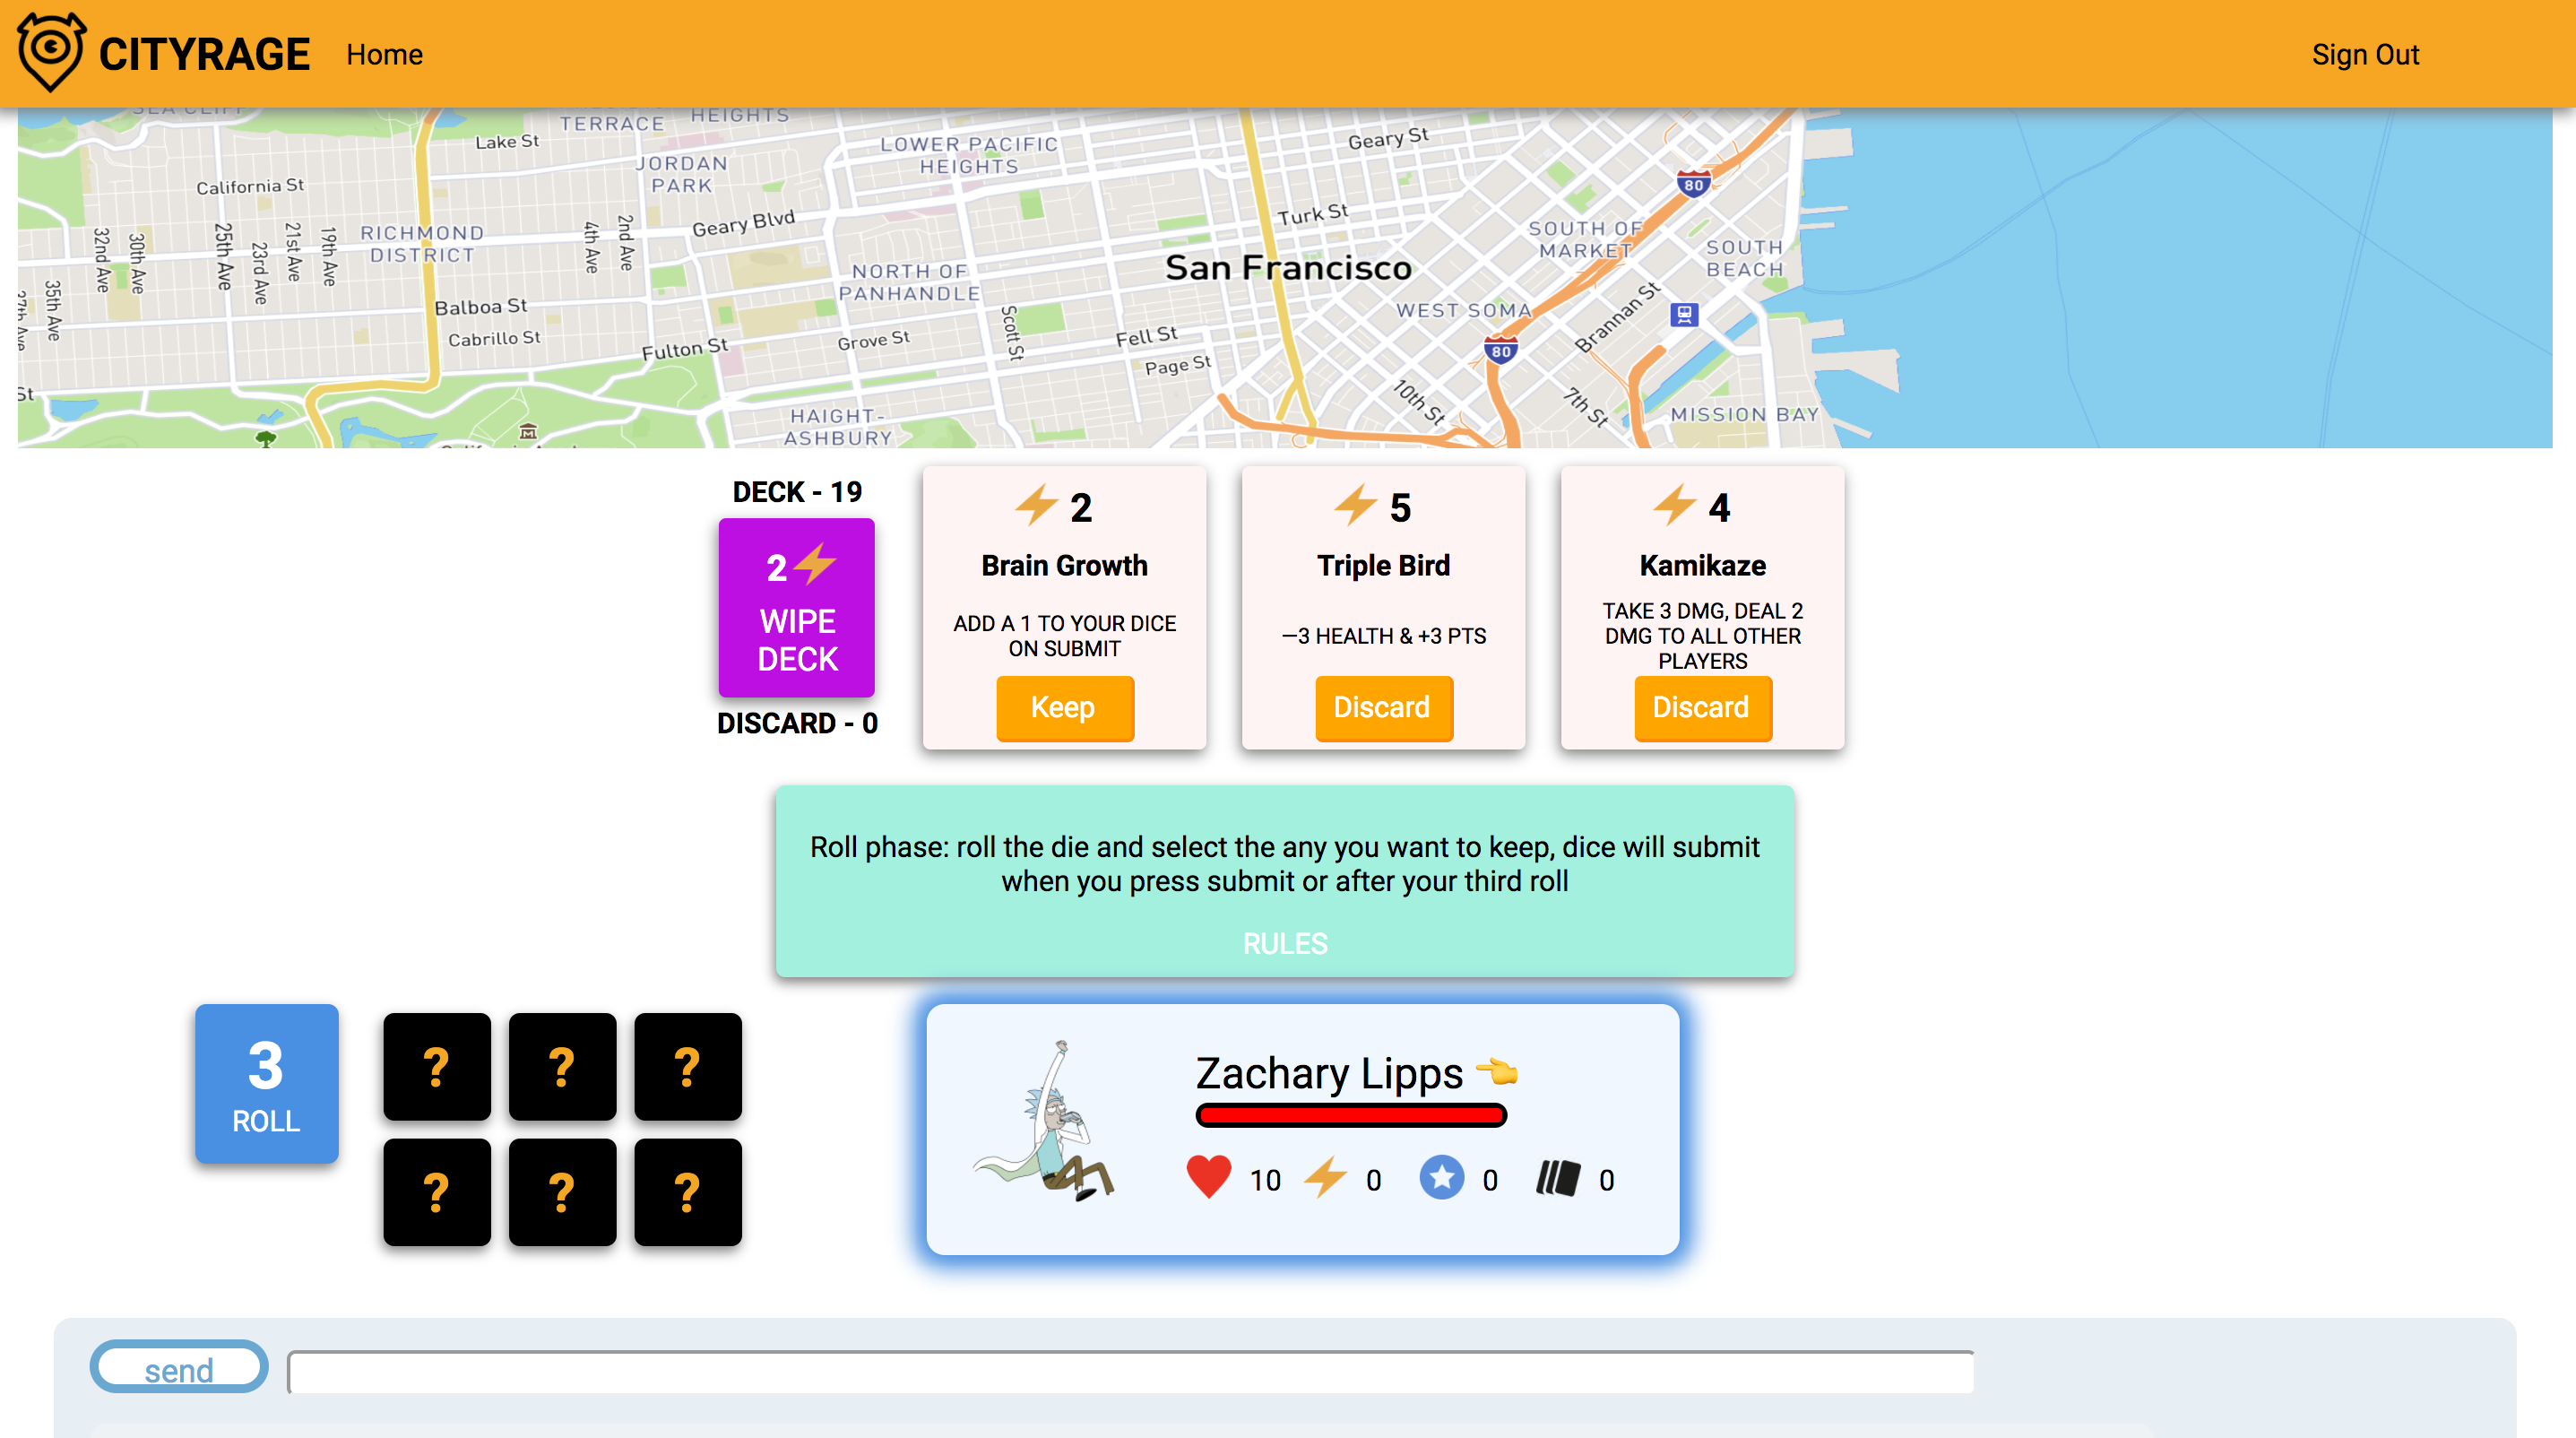 CITYRAGE Home Sign Out
HEIGHTS
TERRACE
Lake St
JORDAN
PARK
LOWER PACIFIC
HEIGHTS
Geary St
80
California St
32nd Ave
30th Ave
25th Ave
23rd Ave
21st Ave
19th Ave
RICHMOND
DISTRICT
4th Ave
2nd Ave
Geary Blvd
Turk St
SOUTH OF
MARKET
SOUTH
BEACH
NORTH OF
PANHANDLE
San Francisco
35th Ave
37th Ave
Balboa St
Cabrillo St
Fulton St
Grove St
Scott St
Fell St
Page St
WEST SOMA
Brannan St
80
10th St
7th St
MISSION BAY
St
HAIGHT-
ASHBURY
DECK - 19
2
WIPE
DECK
DISCARD - 0
2
Brain Growth
ADD A 1 TO YOUR DICE
ON SUBMIT
Keep
5
Triple Bird
—3 HEALTH & +3 PTS
Discard
4
Kamikaze
TAKE 3 DMG, DEAL 2
DMG TO ALL OTHER
PLAYERS
Discard
Roll phase: roll the die and select the any you want to keep, dice will submit
when you press submit or after your third roll
RULES
3
ROLL
? ? ?
? ? ?
Zachary Lipps
10 0 0 0
send